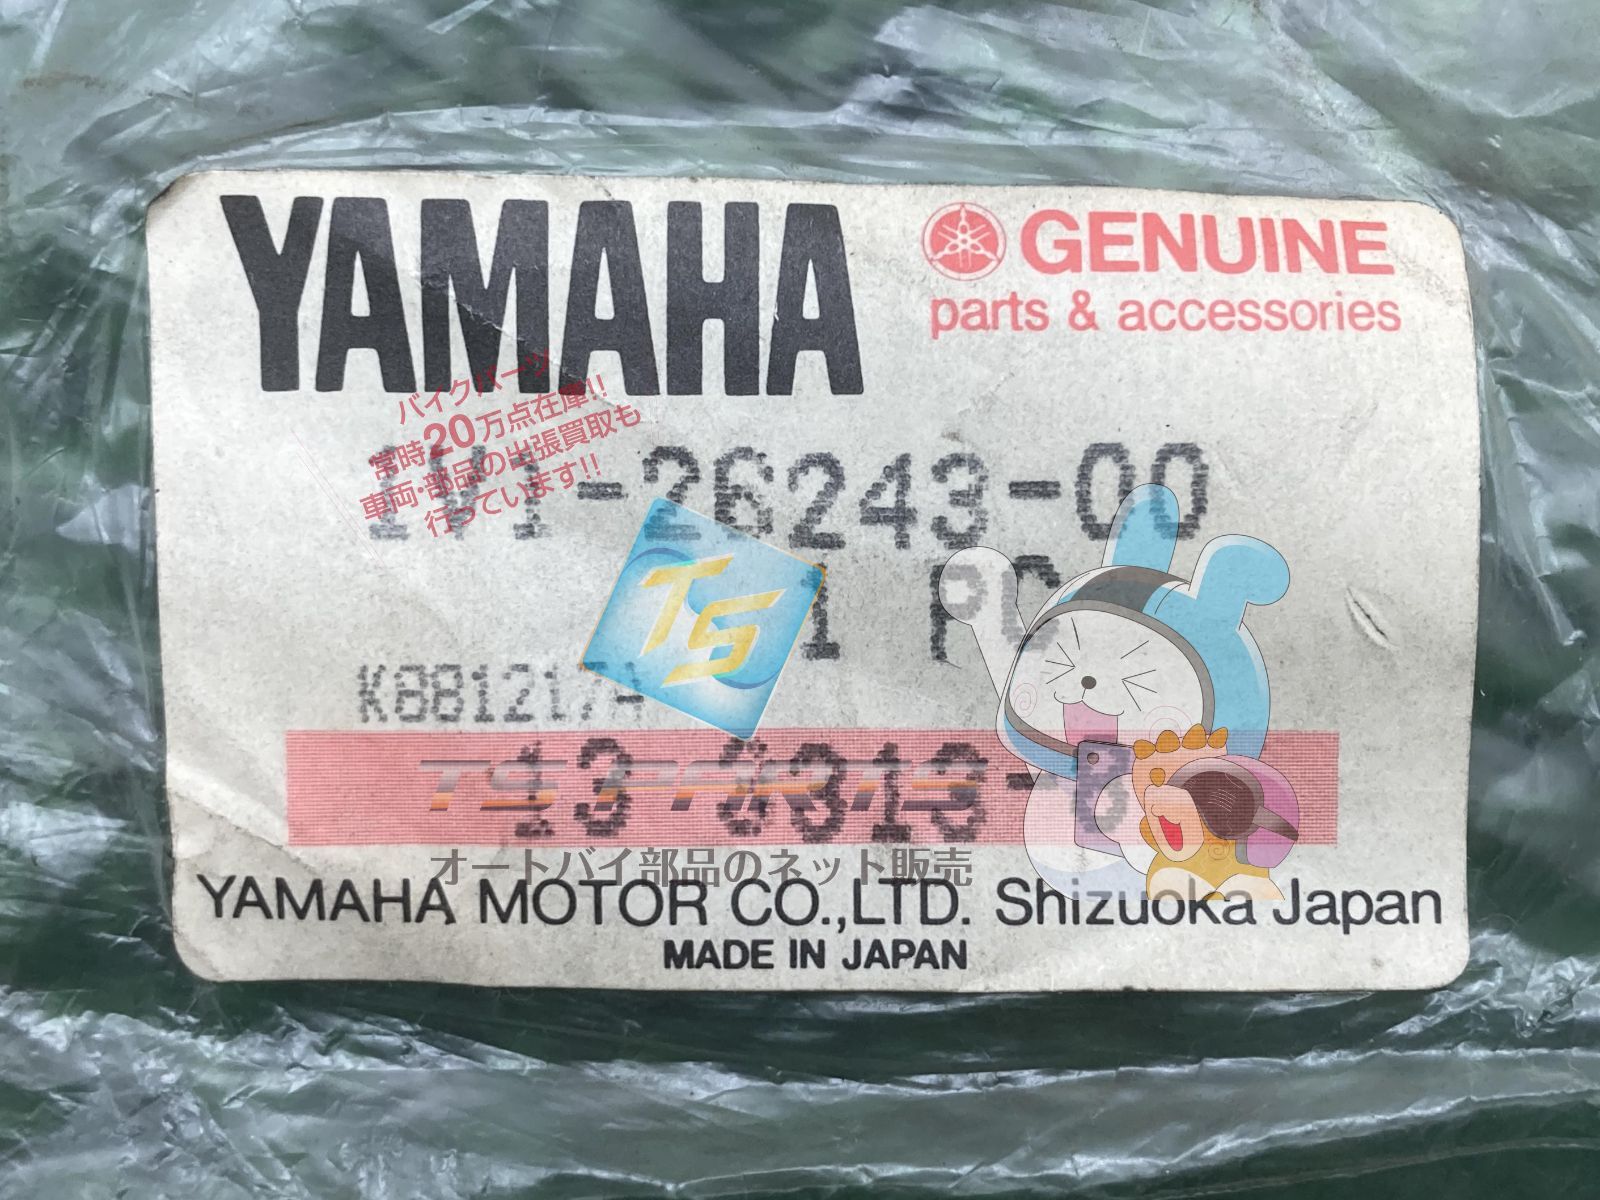 YAMAHA
GENUINE
parts & accessories
バイクパーツ
常時20万点在庫!!
車両・部品の出張買取も
行っています!!
1W1-26243-00
1 PC
TS
TS PARTS
オートバイ部品のネット販売
YAMAHA MOTOR CO.,LTD. Shizuoka Japan
MADE IN JAPAN